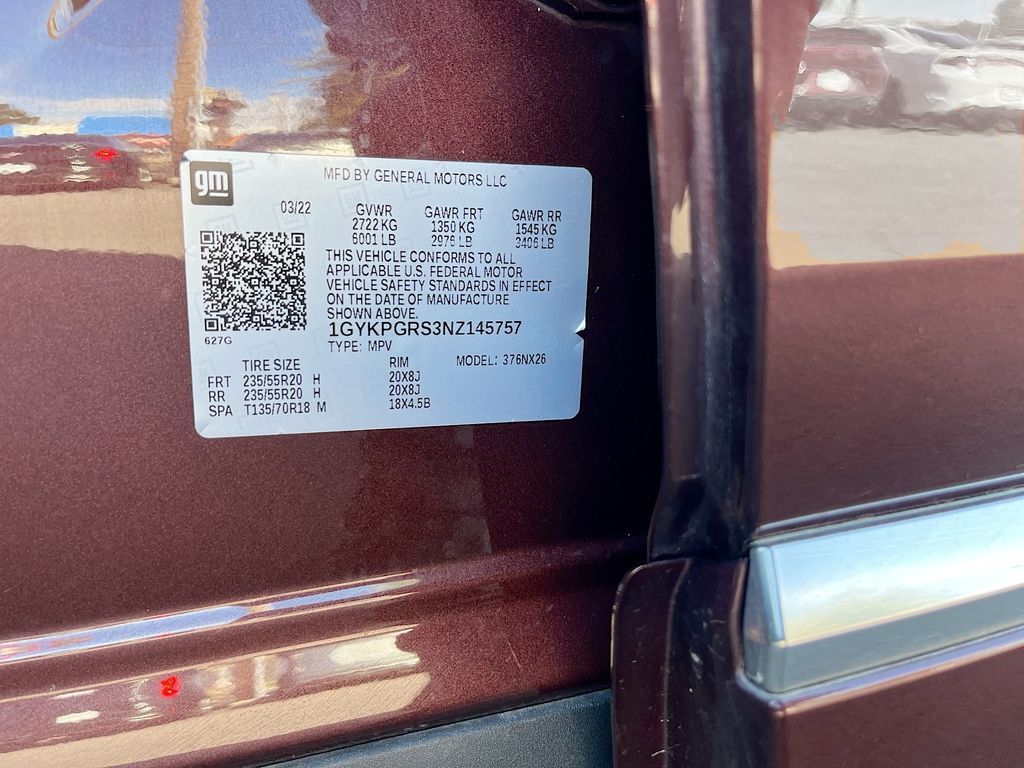 gm
MFD BY GENERAL MOTORS LLC
03/22 GVWR GAWR FRT GAWR RR
2722 KG 1350 KG 1545 KG
6001 LB 2976 LB 3406 LB
THIS VEHICLE CONFORMS TO ALL
APPLICABLE U.S. FEDERAL MOTOR
VEHICLE SAFETY STANDARDS IN EFFECT
ON THE DATE OF MANUFACTURE
SHOWN ABOVE.
1GYKPGRS3NZ145757
627G
TYPE: MPV
TIRE SIZE RIM MODEL: 376NX26
FRT 235/55R20 H 20X8J
RR 235/55R20 H 20X8J
SPA T135/70R18 M 18X4.5B